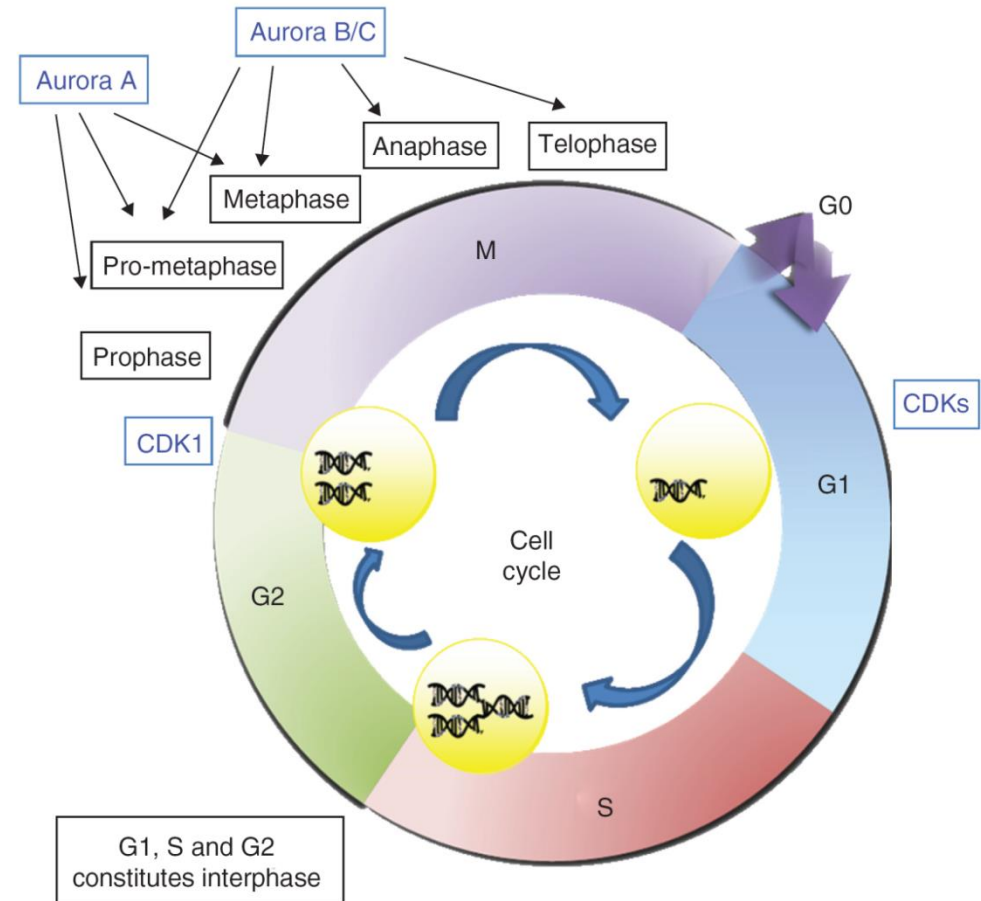 Aurora B/C
Aurora A
Anaphase
Telophase
Metaphase
Pro-metaphase
Prophase
CDK1
M
G0
CDKs
G1
Cell
cycle
G2
S
G1, S and G2
constitutes interphase